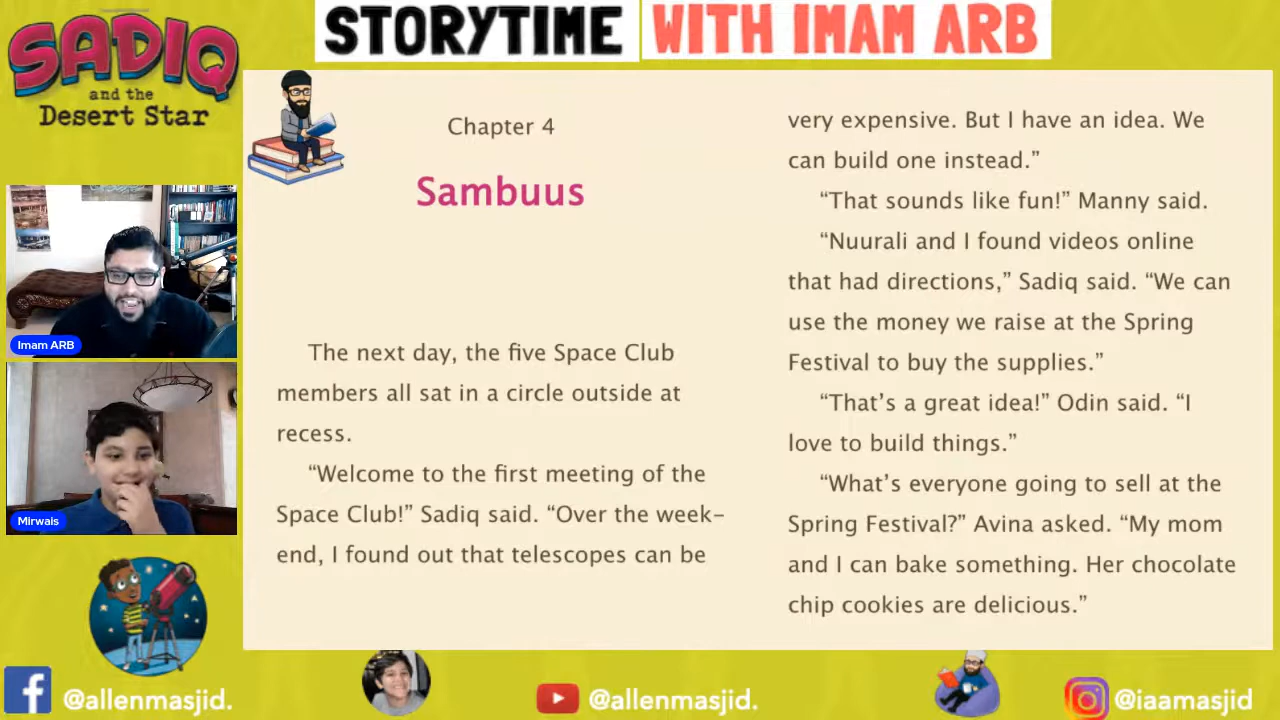 SADIQ
and the
Desert Star
STORYTIME WITH IMAM ARB
Imam ARB
Mirwais
Chapter 4
Sambuus
The next day, the five Space Club
members all sat in a circle outside at
recess.
“Welcome to the first meeting of the
Space Club!” Sadiq said. “Over the week-
end, I found out that telescopes can be
very expensive. But I have an idea. We
can build one instead.”
“That sounds like fun!” Manny said.
“Nuurali and I found videos online
that had directions,” Sadiq said. “We can
use the money we raise at the Spring
Festival to buy the supplies.”
“That’s a great idea!” Odin said. “I
love to build things.”
“What’s everyone going to sell at the
Spring Festival?” Avina asked. “My mom
and I can bake something. Her chocolate
chip cookies are delicious.”
@allenmasjid.
@allenmasjid.
@iaamasjid